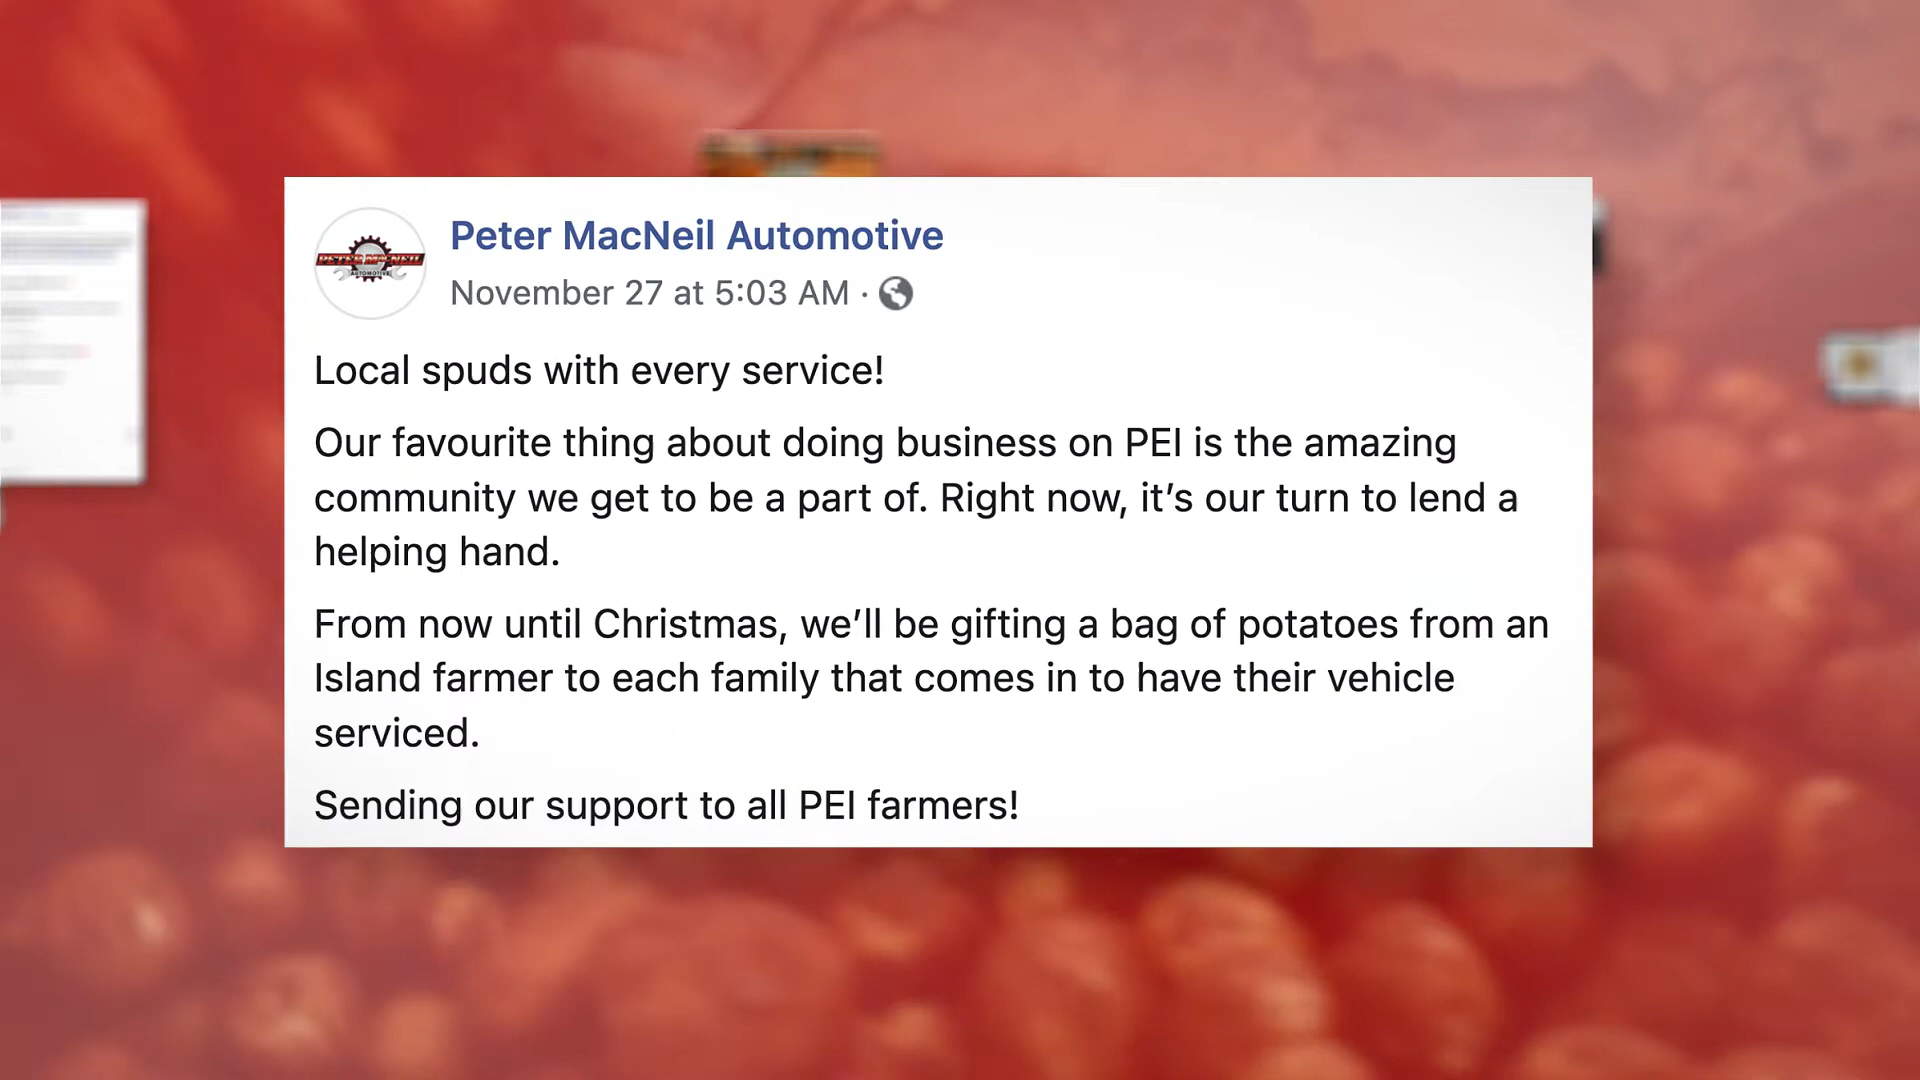 PETER MACNEIL
AUTOMOTIVE
Peter MacNeil Automotive
November 27 at 5:03 AM ·
Local spuds with every service!
Our favourite thing about doing business on PEI is the amazing
community we get to be a part of. Right now, it’s our turn to lend a
helping hand.
From now until Christmas, we’ll be gifting a bag of potatoes from an
Island farmer to each family that comes in to have their vehicle
serviced.
Sending our support to all PEI farmers!